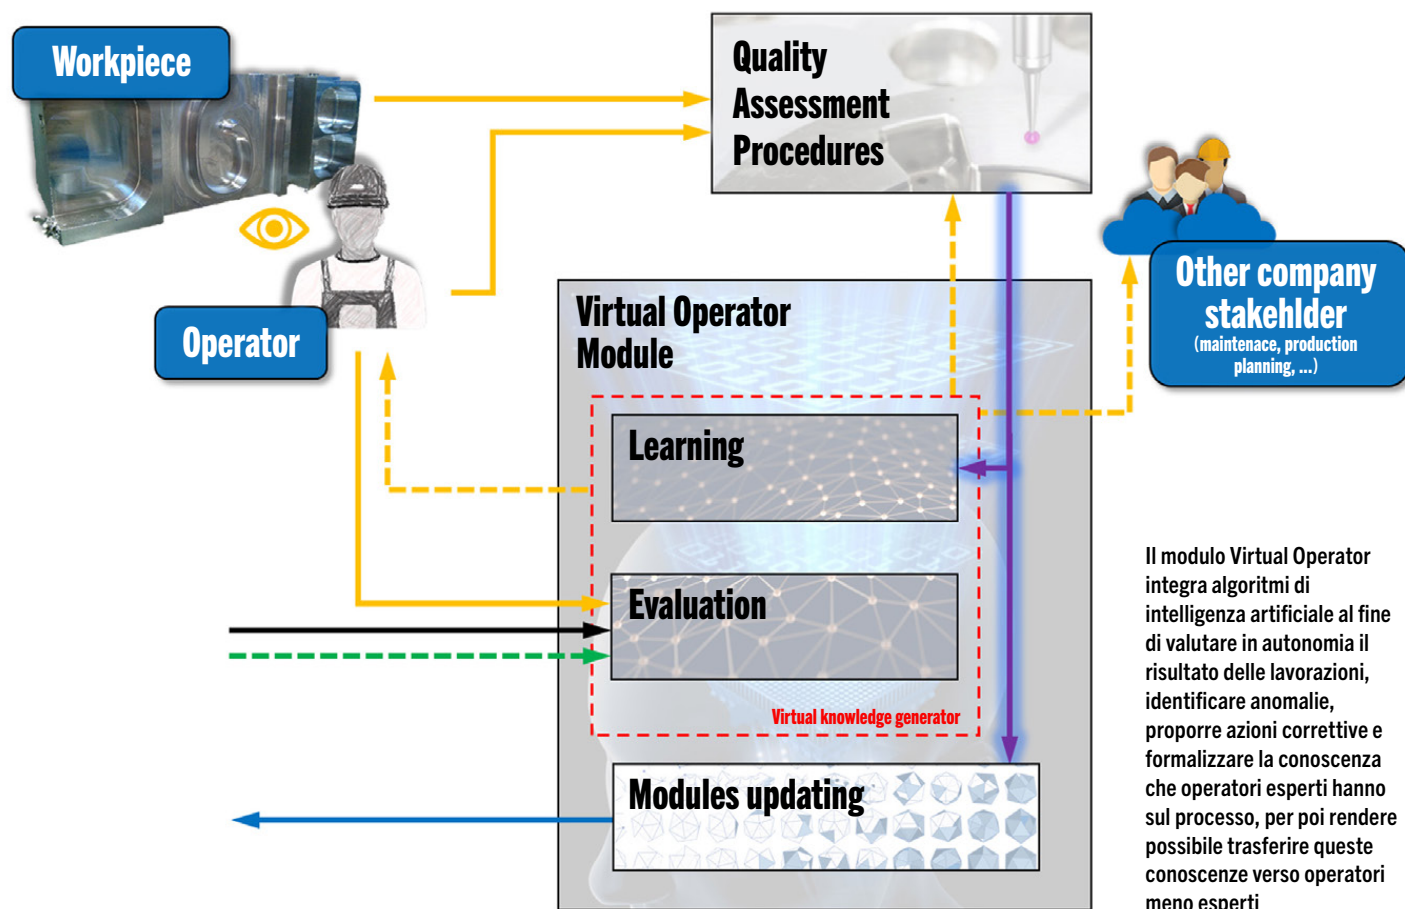 Workpiece
Quality
Assessment
Procedures
Operator
Other company
stakehlder
(maintenace, production
planning, ...)
Virtual Operator
Module
Learning
Evaluation
Virtual knowledge generator
Modules updating
Il modulo Virtual Operator
integra algoritmi di
intelligenza artificiale al fine
di valutare in autonomia il
risultato delle lavorazioni,
identificare anomalie,
proporre azioni correttive e
formalizzare la conoscenza
che operatori esperti hanno
sul processo, per poi rendere
possibile trasferire queste
conoscenze verso operatori
meno esperti